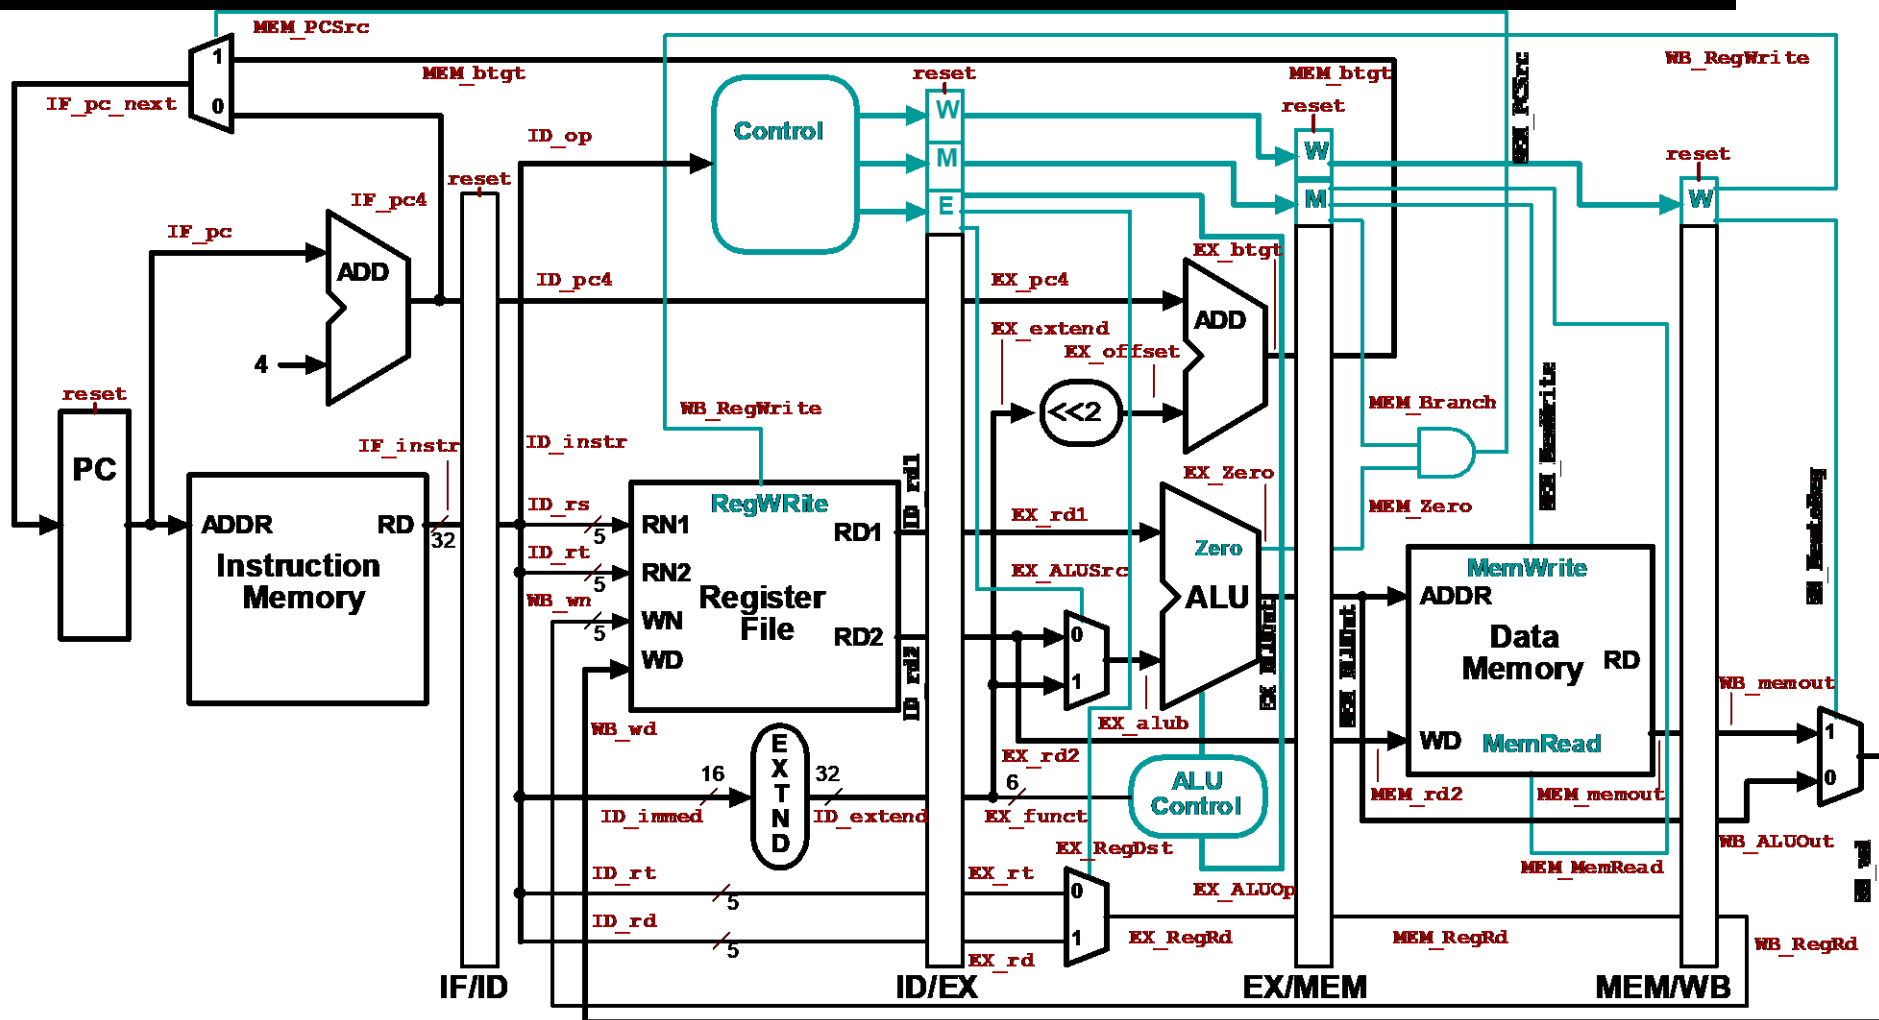 MEM_PCSrc
WB_RegWrite
MEM_btgt
reset
MEM_btgt
IF_pc_next
1
0
reset
ID_op
Control
W
M
E
W
M
reset
W
reset
IF_pc4
IF_pc
ADD
ID_pc4
EX_pc4
EX_btgt
ADD
EX_extend
EX_offset
<<2
4
reset
PC
IF_instr
ID_instr
WB_RegWrite
MEM_Branch
EX_Zero
MEM_Zero
ADDR
RD
32
Instruction
Memory
ID_rs
5
ID_rt
5
WB_wn
5
RegWRite
RN1
RN2
WN
WD
RD1
RD2
Register
File
ID_rd1
ID_rd2
EX_rd1
EX_ALUSrc
0
1
Zero
ALU
EX_alub
EX_ALUOut
MEM_ALUOut
MEM_MemWrite
MemWrite
ADDR
Data
Memory
RD
WD
MemRead
WB_memout
1
0
WB_wd
EX_rd2
E
X
T
N
D
16
32
ID_immed
ID_extend
6
EX_funct
ALU
Control
MEM_rd2
MEM_memout
EX_RegDst
WB_ALUOut
MEM_MemRead
ID_rt
5
EX_rt
0
1
EX_ALUOp
ID_rd
5
EX_rd
EX_RegRd
MEM_RegRd
WB_RegRd
IF/ID
ID/EX
EX/MEM
MEM/WB